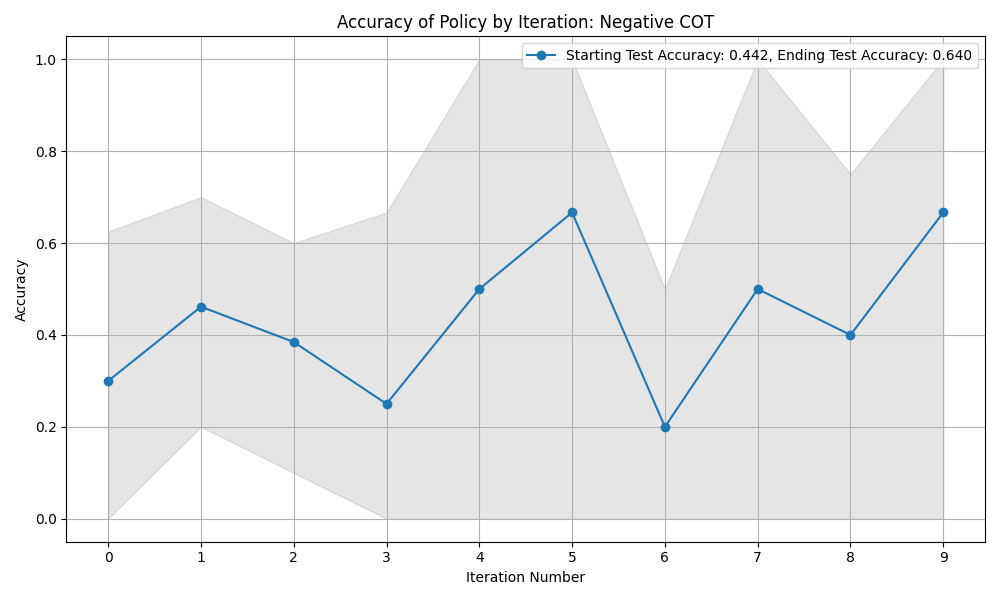 Accuracy of Policy by Iteration: Negative COT
Starting Test Accuracy: 0.442, Ending Test Accuracy: 0.640
1.0
0.8
0.6
0.4
0.2
0.0
Accuracy
0 1 2 3 4 5 6 7 8 9
Iteration Number